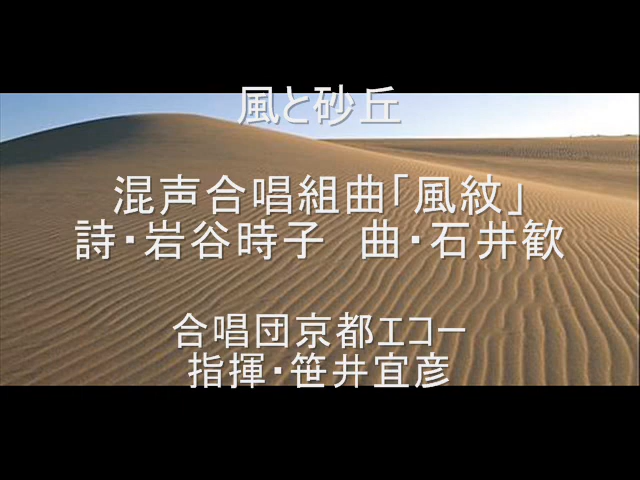 風と砂丘
混声合唱組曲「風紋」
詩・岩谷時子　曲・石井歓
合唱団京都エコー
指揮・笹井宜彦